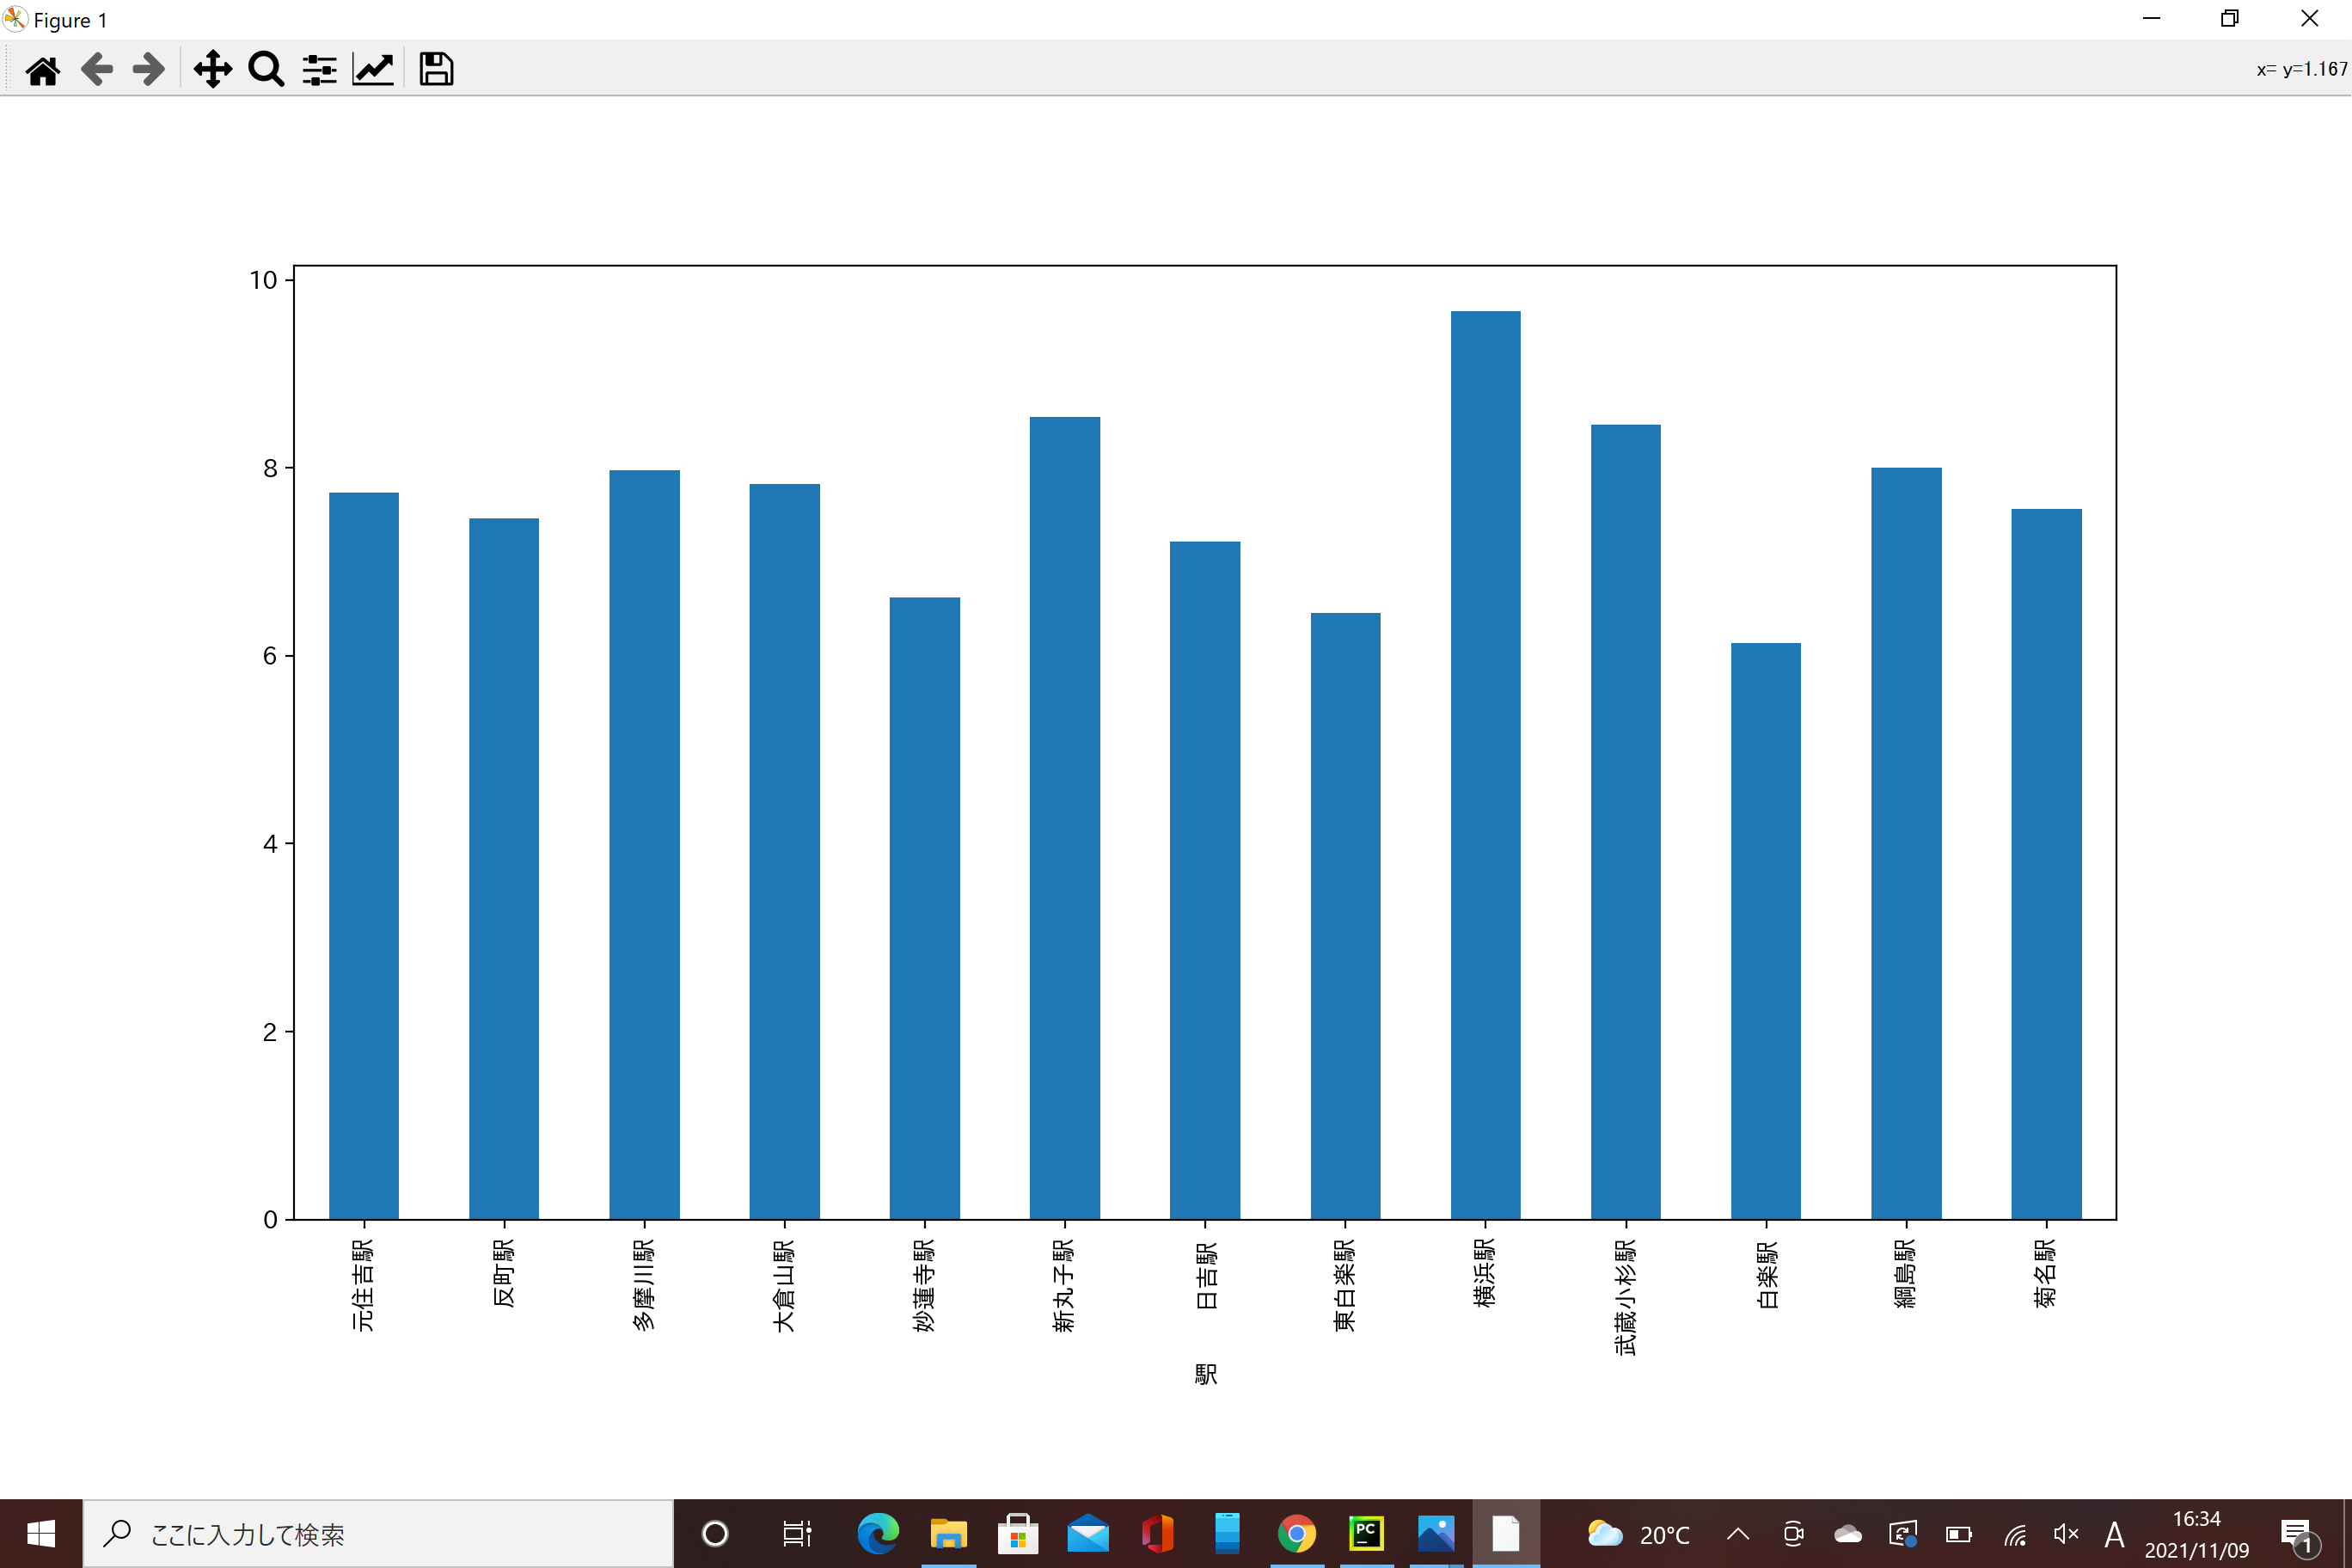 Figure 1
x= y=1.167
10
8
6
4
2
0
元住吉駅
反町駅
多摩川駅
大倉山駅
妙蓮寺駅
新丸子駅
日吉駅
東白楽駅
横浜駅
武蔵小杉駅
白楽駅
綱島駅
菊名駅
駅
ここに入力して検索
PC
20°C
A
16:34
2021/11/09
1